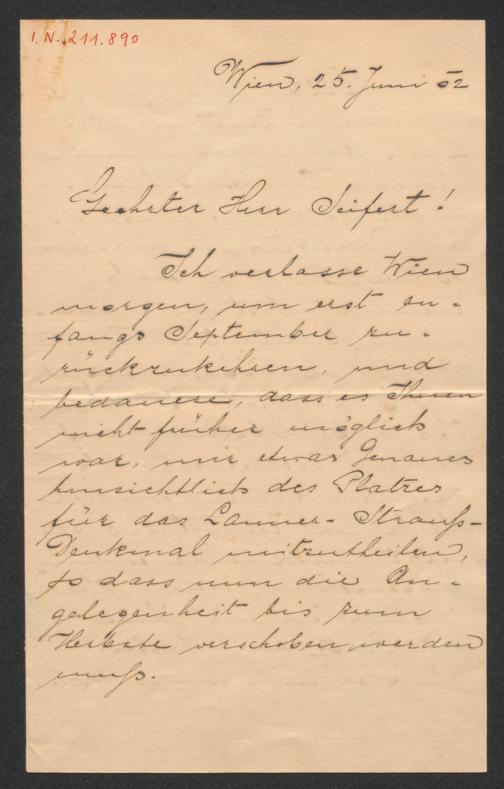 I.N. 211.890
Wien, 25. Juni 02
Geehrter Herr Seifert!
Ich verlasse Wien
morgen, um erst an-
fangs September zu-
rückzukehren, und
bedauere, dass es Ihnen
nicht früher möglich
war, mir etwas Genaues
hinsichtlich des Platzes
für das Lanner-Strauß-
Denkmal mitzutheilen,
so dass nun die An-
gelegenheit bis zum
Herbste verschoben werden
muß.